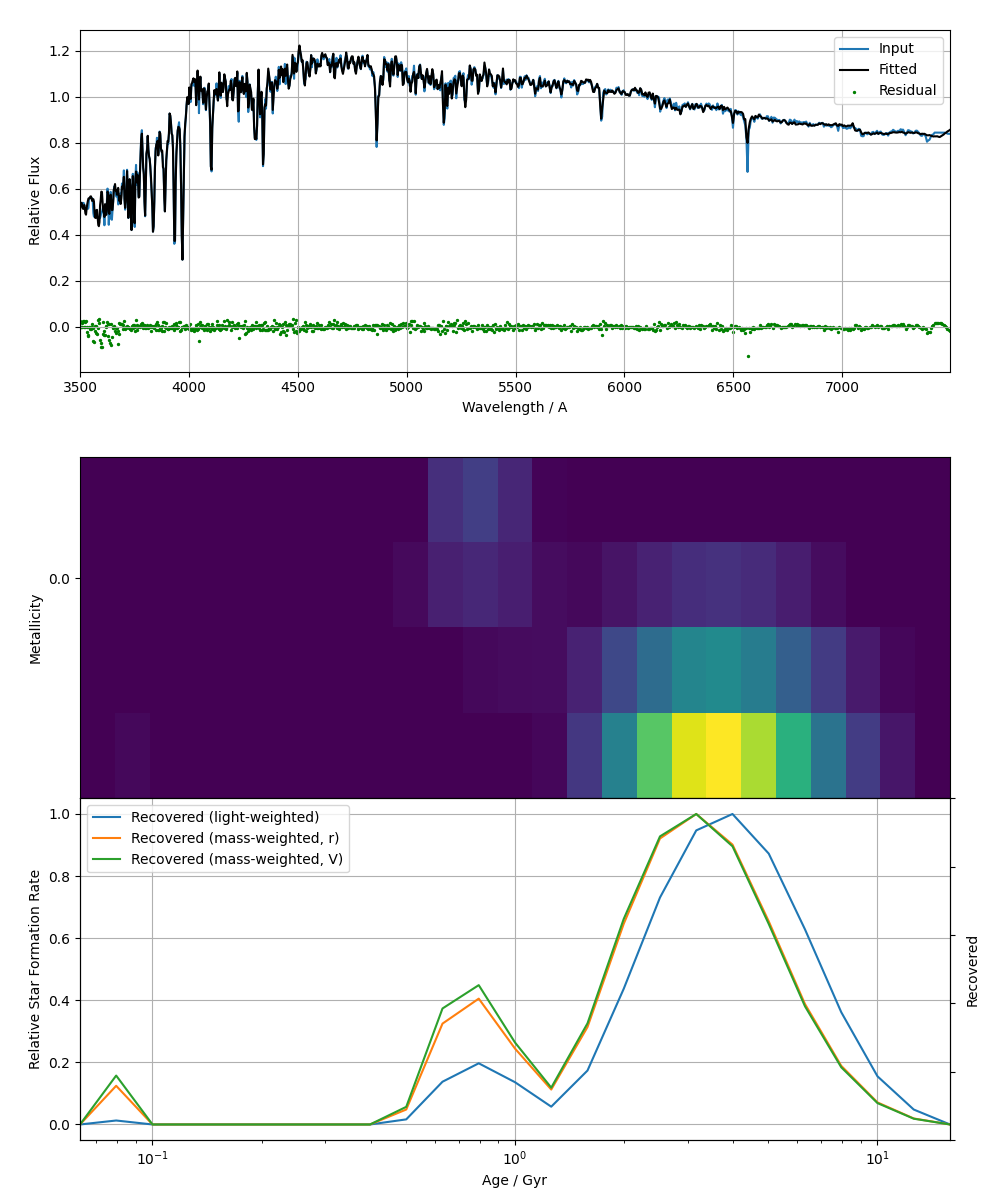 1.2
1.0
0.8
0.6
0.4
0.2
0.0
Relative Flux
Input
Fitted
Residual
3500 4000 4500 5000 5500 6000 6500 7000
Wavelength / A
0.0
Metallicity
1.0
0.8
0.6
0.4
0.2
0.0
Relative Star Formation Rate
Recovered (light-weighted)
Recovered (mass-weighted, r)
Recovered (mass-weighted, V)
Recovered
10⁻¹ 10⁰ 10¹
Age / Gyr